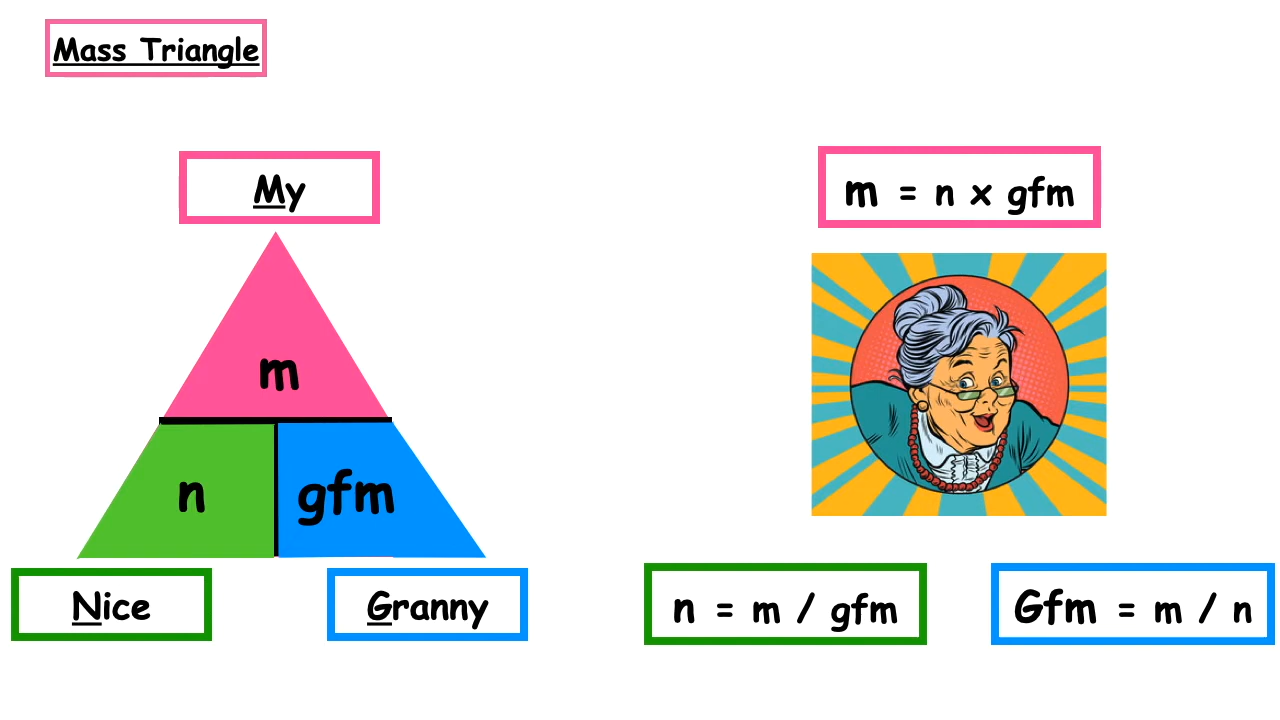 Mass Triangle
My
m
n
gfm
Nice
Granny
m = n x gfm
n = m / gfm
Gfm = m / n